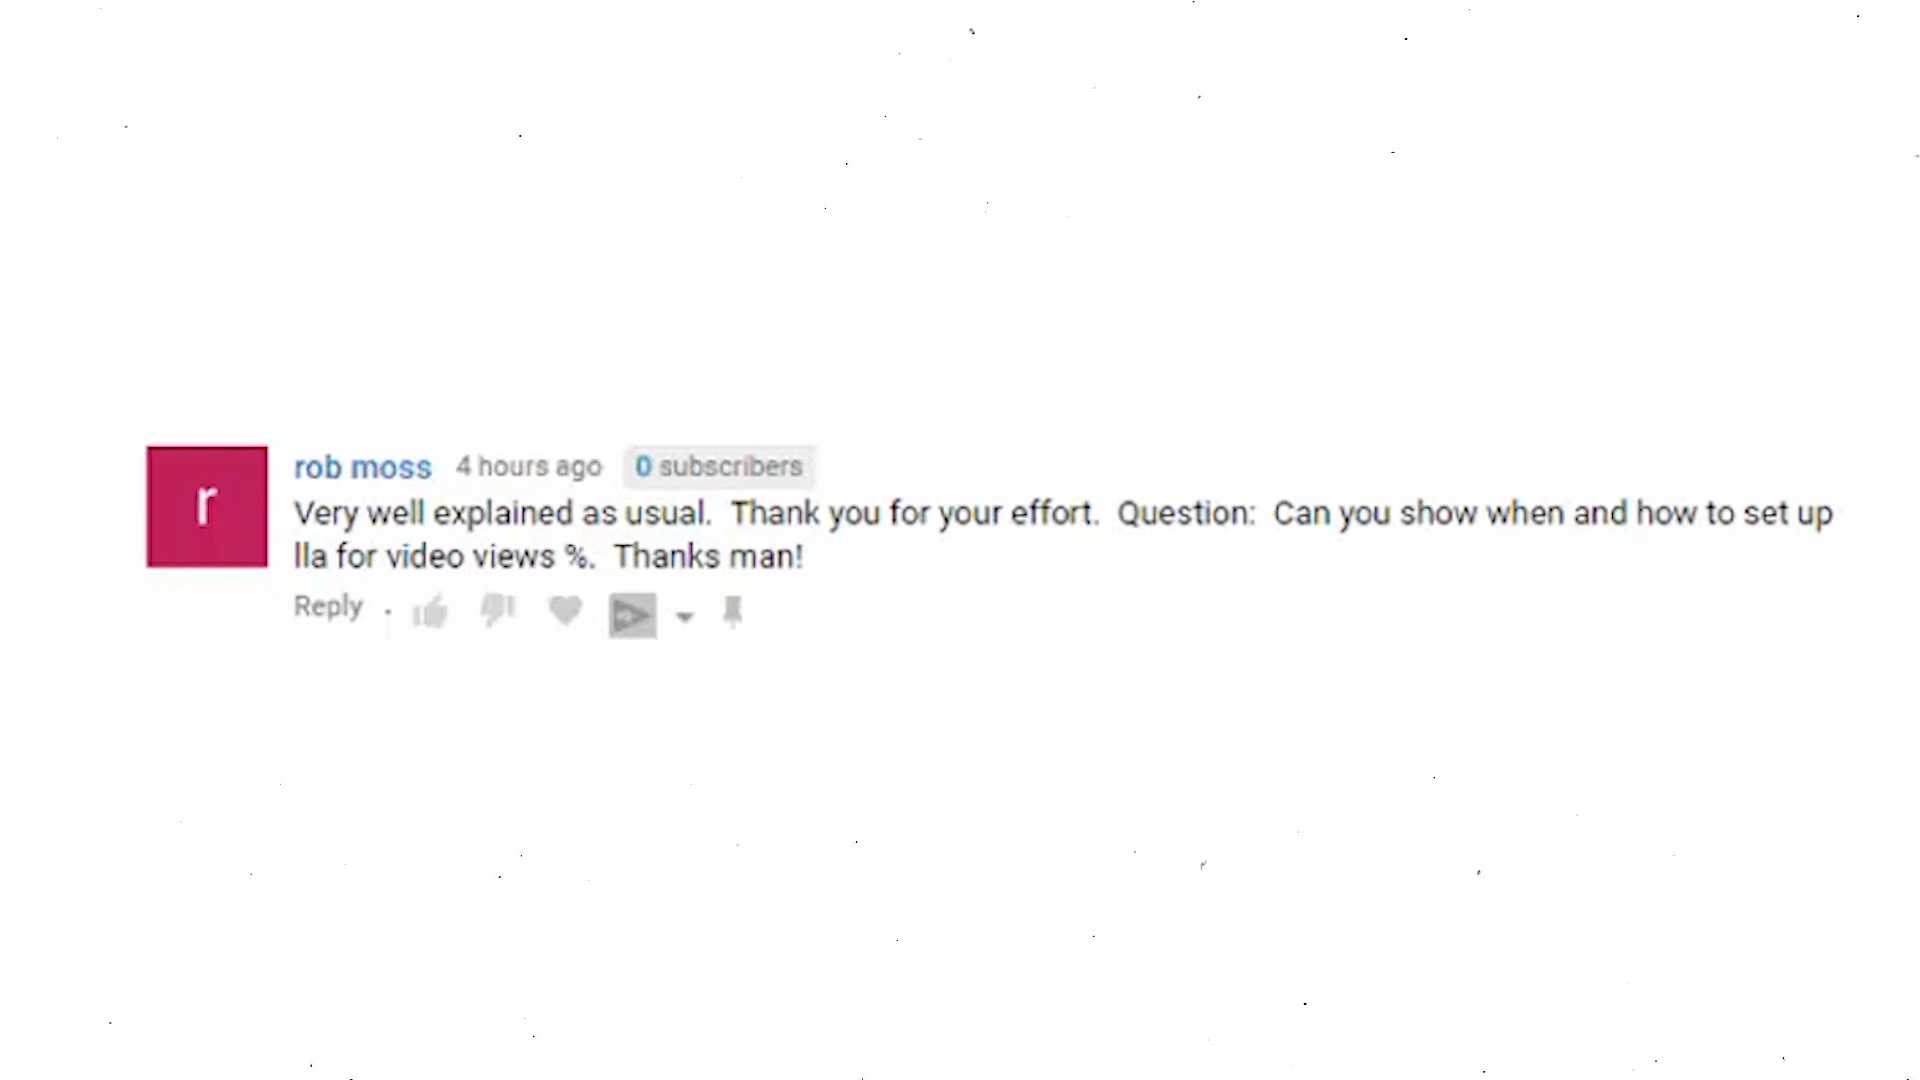 r
rob moss 4 hours ago 0 subscribers
Very well explained as usual. Thank you for your effort. Question: Can you show when and how to set up
lla for video views %. Thanks man!
Reply